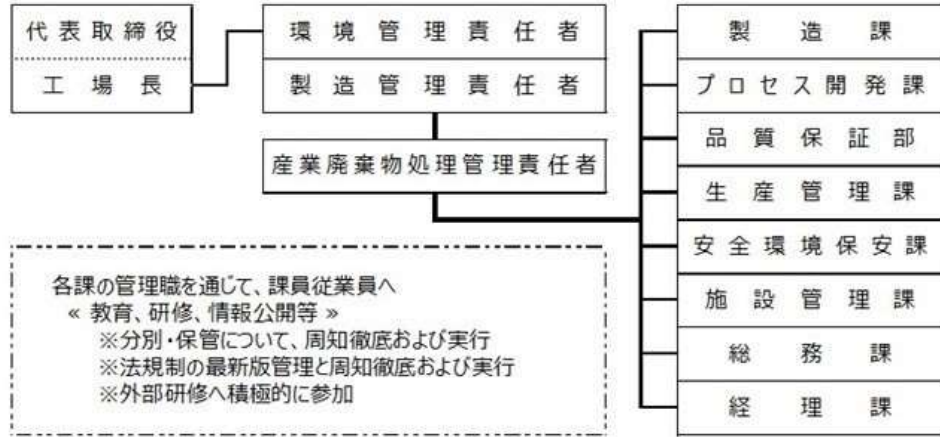 代表取締役
工場長
環境管理責任者
製造管理責任者
産業廃棄物処理管理責任者
製造課
プロセス開発課
品質保証部
生産管理課
安全環境保安課
施設管理課
総務課
経理課
各課の管理職を通じて、課員従業員へ
« 教育、研修、情報公開等 »
※分別・保管について、周知徹底および実行
※法規制の最新版管理と周知徹底および実行
※外部研修へ積極的に参加